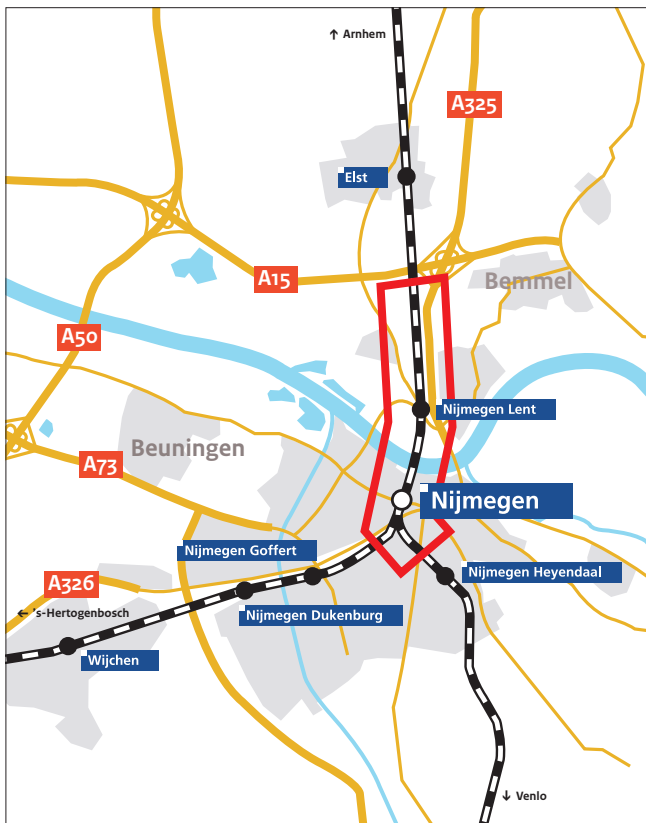 ↑ Arnhem
A325
Elst
A15
Bemmel
A50
Nijmegen Lent
Beuningen
A73
Nijmegen
Nijmegen Goffert
Nijmegen Heyendaal
A326
← 's-Hertogenbosch
Nijmegen Dukenburg
Wijchen
↓ Venlo